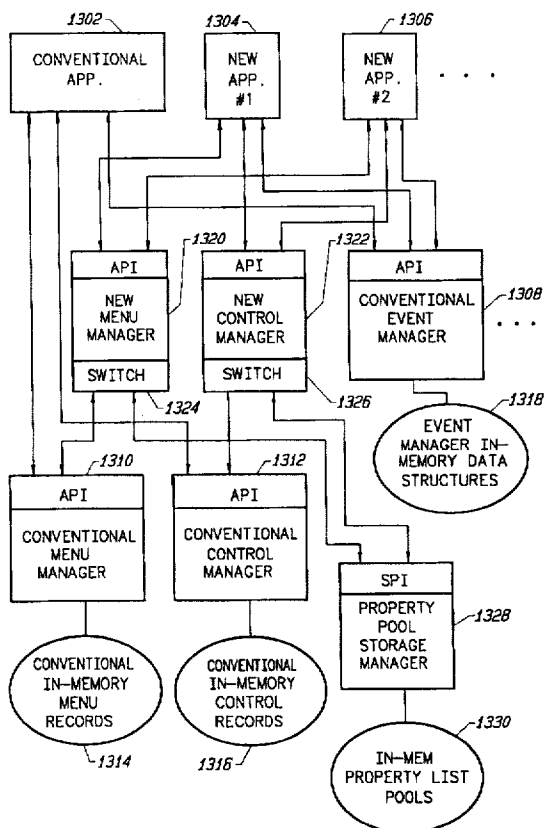 1302
1304
1306
CONVENTIONAL
APP.
NEW
APP.
#1
NEW
APP.
#2
. . .
1320
1322
API
NEW
MENU
MANAGER
SWITCH
API
NEW
CONTROL
MANAGER
SWITCH
API
CONVENTIONAL
EVENT
MANAGER
1308
. . .
1324
1326
1318
EVENT
MANAGER IN-
MEMORY DATA
STRUCTURES
1310
1312
API
CONVENTIONAL
MENU
MANAGER
API
CONVENTIONAL
CONTROL
MANAGER
SPI
PROPERTY
POOL
STORAGE
MANAGER
1328
CONVENTIONAL
IN-MEMORY
MENU
RECORDS
1314
CONVENTIONAL
IN-MEMORY
CONTROL
RECORDS
1316
1330
IN-MEM
PROPERTY LIST
POOLS